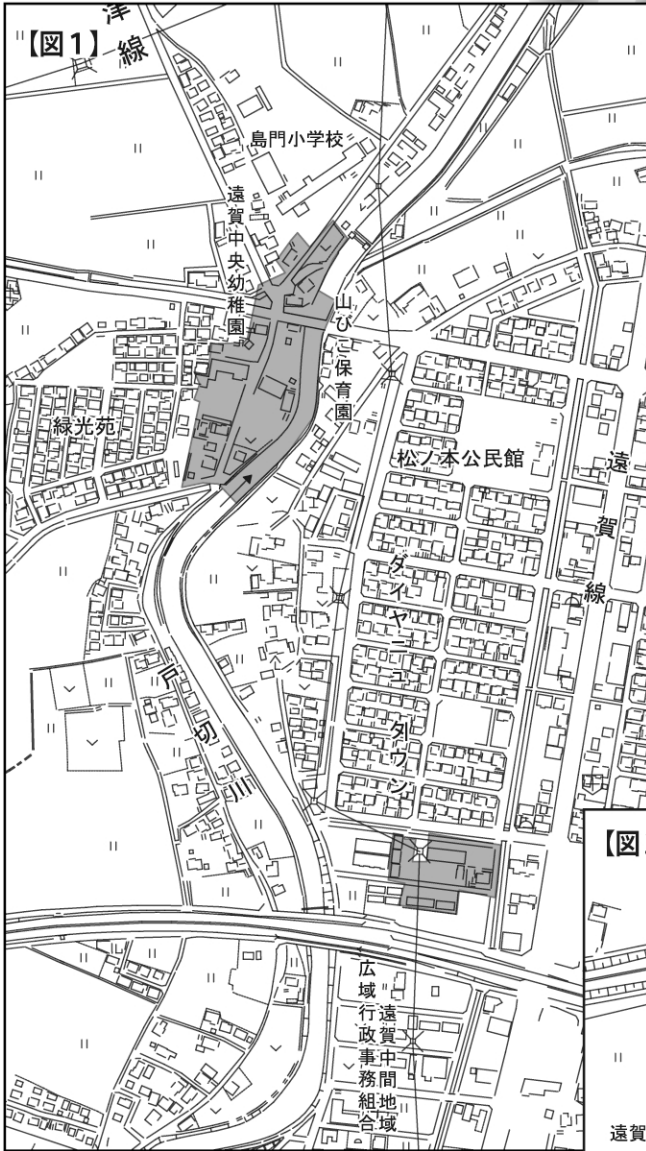 【図1】
津線
島門小学校
遠賀中央幼稚園
山びこ保育園
緑光苑
松ノ本公民館
遠賀線
ダイヤニュータウン
戸切川
遠賀中間地域
広域行政事務組合
【図
遠賀